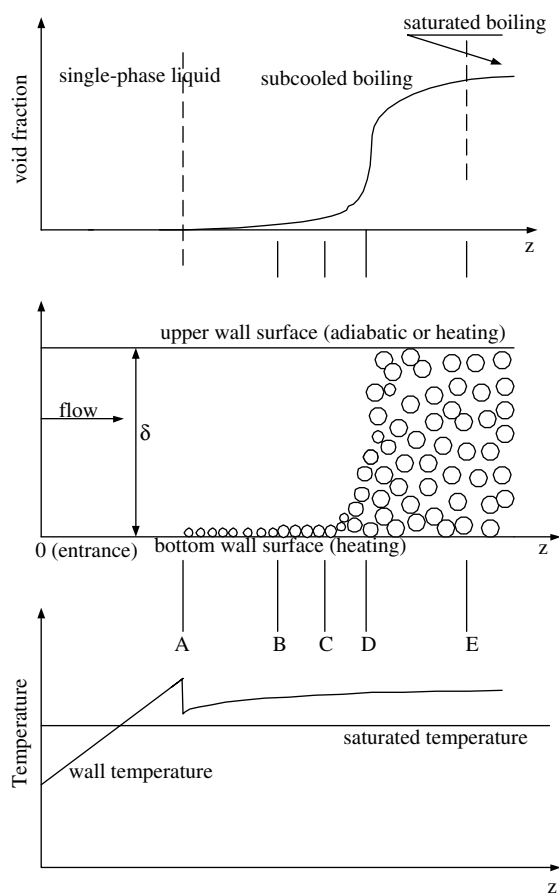 saturated boiling
single-phase liquid
subcooled boiling
void fraction
z
upper wall surface (adiabatic or heating)
flow
δ
0 (entrance)
bottom wall surface (heating)
z
A
B
C
D
E
Temperature
saturated temperature
wall temperature
z